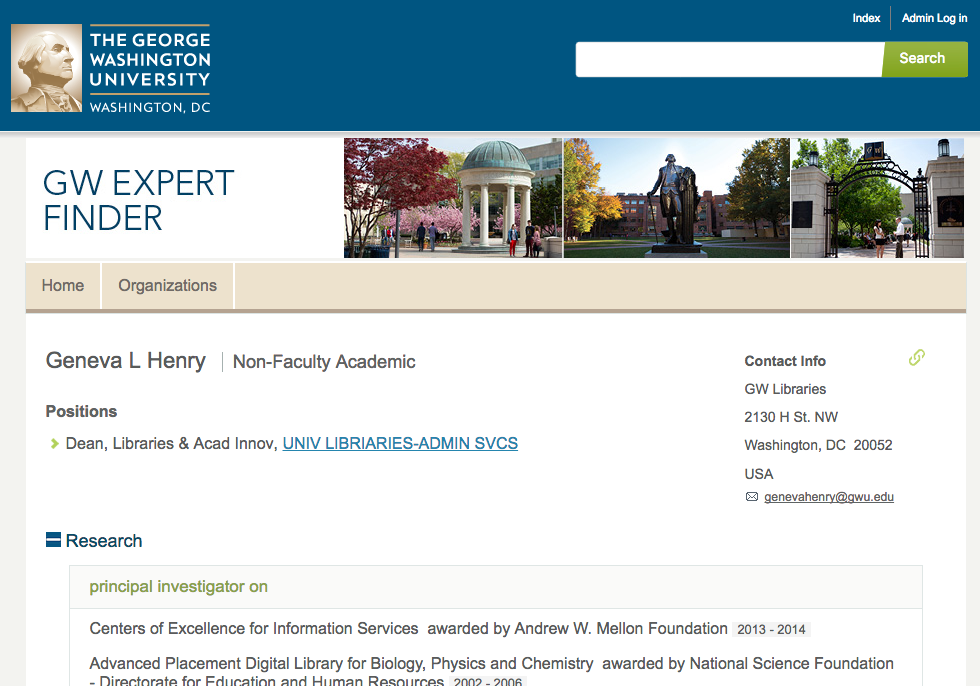 Index
Admin Log in
THE GEORGE
WASHINGTON
UNIVERSITY
WASHINGTON, DC
Search
GW EXPERT
FINDER
Home
Organizations
Geneva L Henry
Non-Faculty Academic
Positions
Dean, Libraries & Acad Innov, UNIV LIBRIARIES-ADMIN SVCS
Contact Info
GW Libraries
2130 H St. NW
Washington, DC 20052
USA
genevahenry@gwu.edu
Research
principal investigator on
Centers of Excellence for Information Services awarded by Andrew W. Mellon Foundation 2013 - 2014
Advanced Placement Digital Library for Biology, Physics and Chemistry awarded by National Science Foundation
- Directorate for Education and Human Resources 2002 - 2006